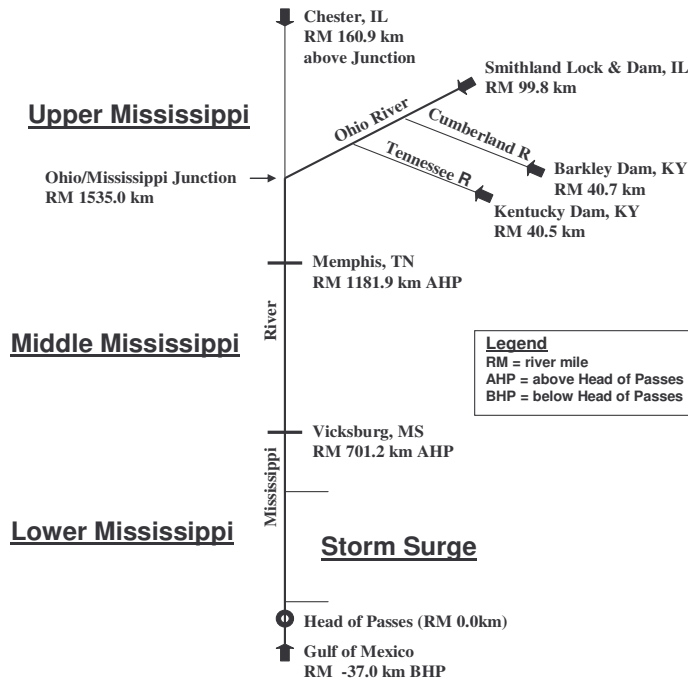 Chester, IL
RM 160.9 km
above Junction
Smithland Lock & Dam, IL
RM 99.8 km
Upper Mississippi
Ohio River
Cumberland R
Tennessee R
Ohio/Mississippi Junction
RM 1535.0 km
Barkley Dam, KY
RM 40.7 km
Kentucky Dam, KY
RM 40.5 km
Memphis, TN
RM 1181.9 km AHP
River
Middle Mississippi
Legend
RM = river mile
AHP = above Head of Passes
BHP = below Head of Passes
Vicksburg, MS
RM 701.2 km AHP
Mississippi
Lower Mississippi
Storm Surge
Head of Passes (RM 0.0km)
Gulf of Mexico
RM -37.0 km BHP